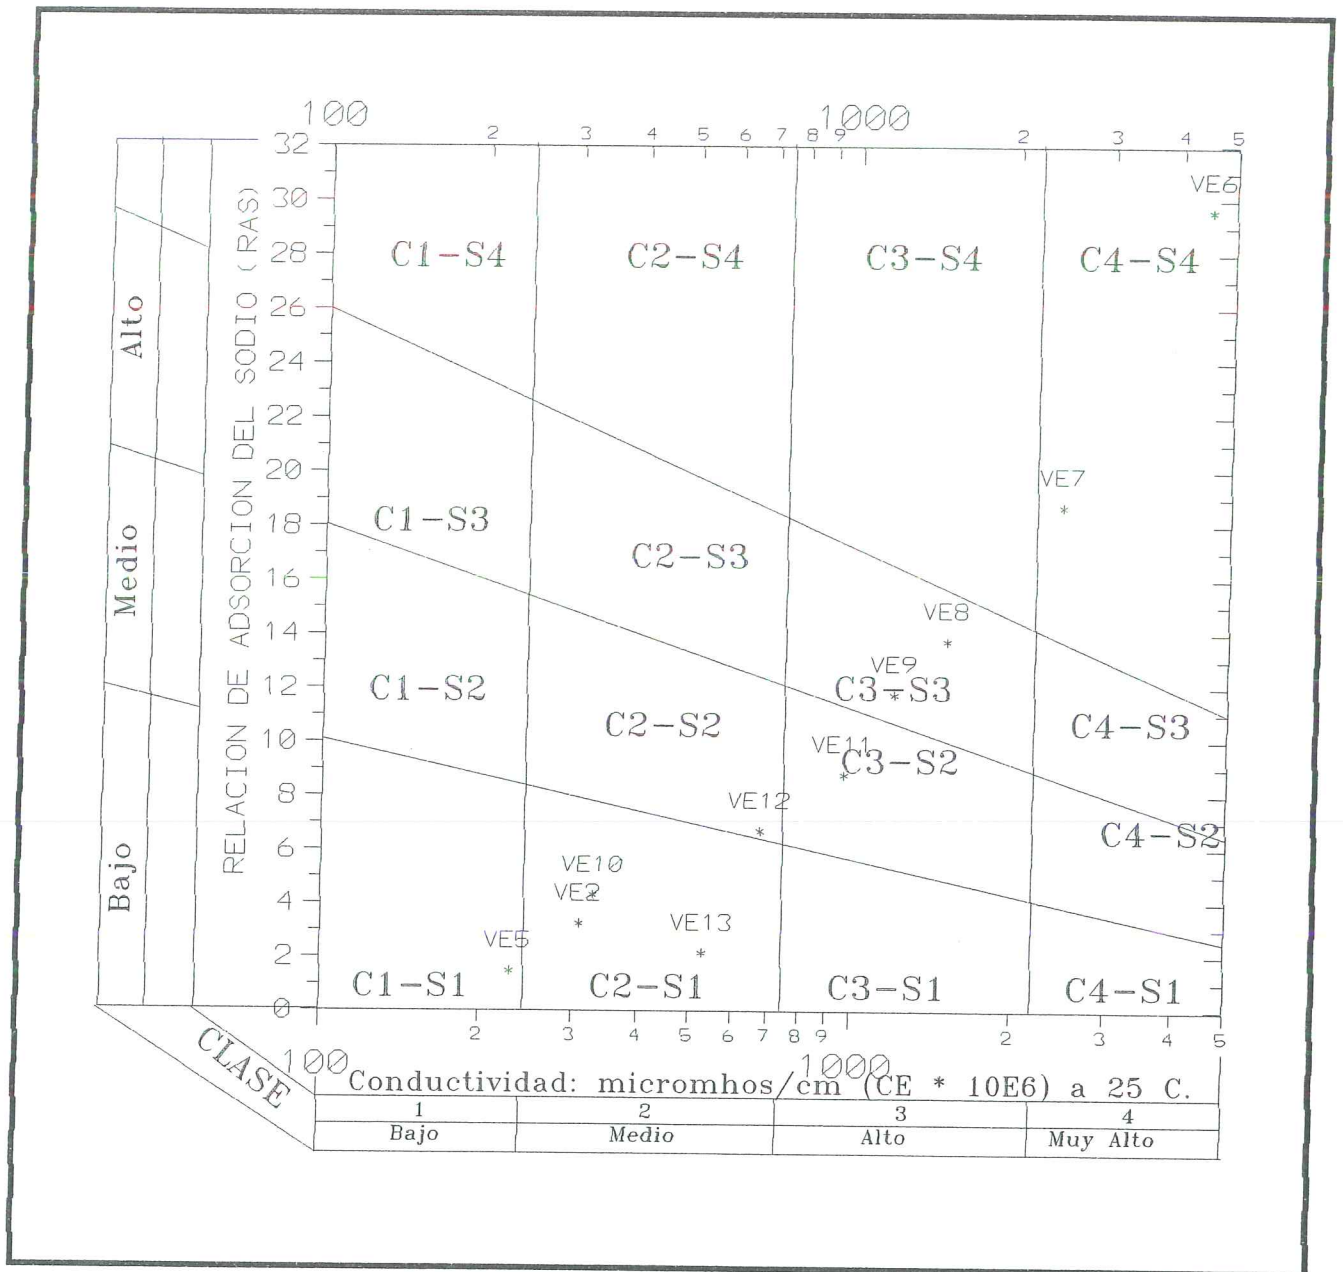 100 1000
2 3 4 5 6 7 8 9 2 3 4 5
32
30
28
26
24
22
20
18
16
14
12
10
8
6
4
2
0
RELACION DE ADSORCION DEL SODIO (RAS)
Alto
Medio
Bajo
VE6
*
C1-S4 C2-S4 C3-S4 C4-S4
VE7
*
C1-S3
C2-S3
VE8
*
VE9
*
C1-S2 C3-S3
C2-S2 C4-S3
VE11
*
C3-S2
VE12
*
C4-S2
VE10
*
VE2
*
VE13
*
VE5
*
C1-S1 C2-S1 C3-S1 C4-S1
2 3 4 5 6 7 8 9 2 3 4 5
100 1000
CLASE
Conductividad: micromhos/cm (CE * 10E6) a 25 C.
1 2 3 4
Bajo Medio Alto Muy Alto